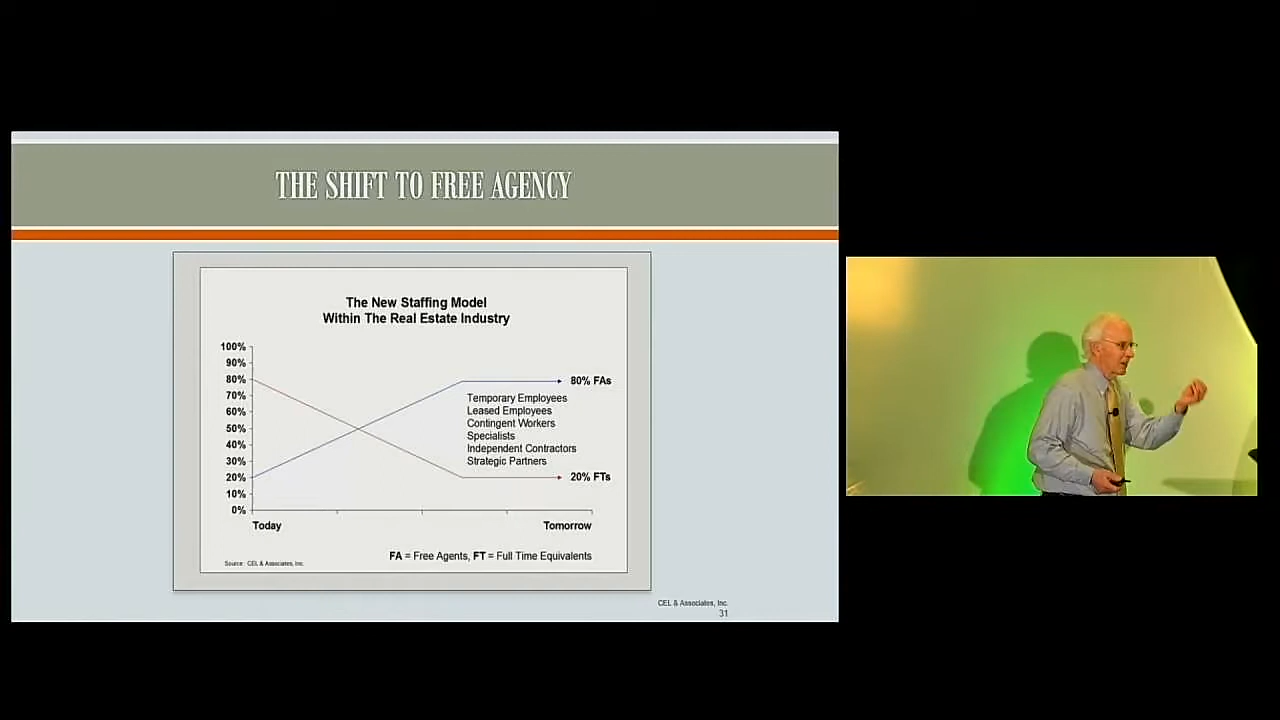 THE SHIFT TO FREE AGENCY
The New Staffing Model
Within The Real Estate Industry
100%
90%
80%
70%
60%
50%
40%
30%
20%
10%
0%
80% FAs
Temporary Employees
Leased Employees
Contingent Workers
Specialists
Independent Contractors
Strategic Partners
20% FTs
Today
Tomorrow
FA = Free Agents, FT = Full Time Equivalents
Source: CEL & Associates, Inc.
CEL & Associates, Inc.
31